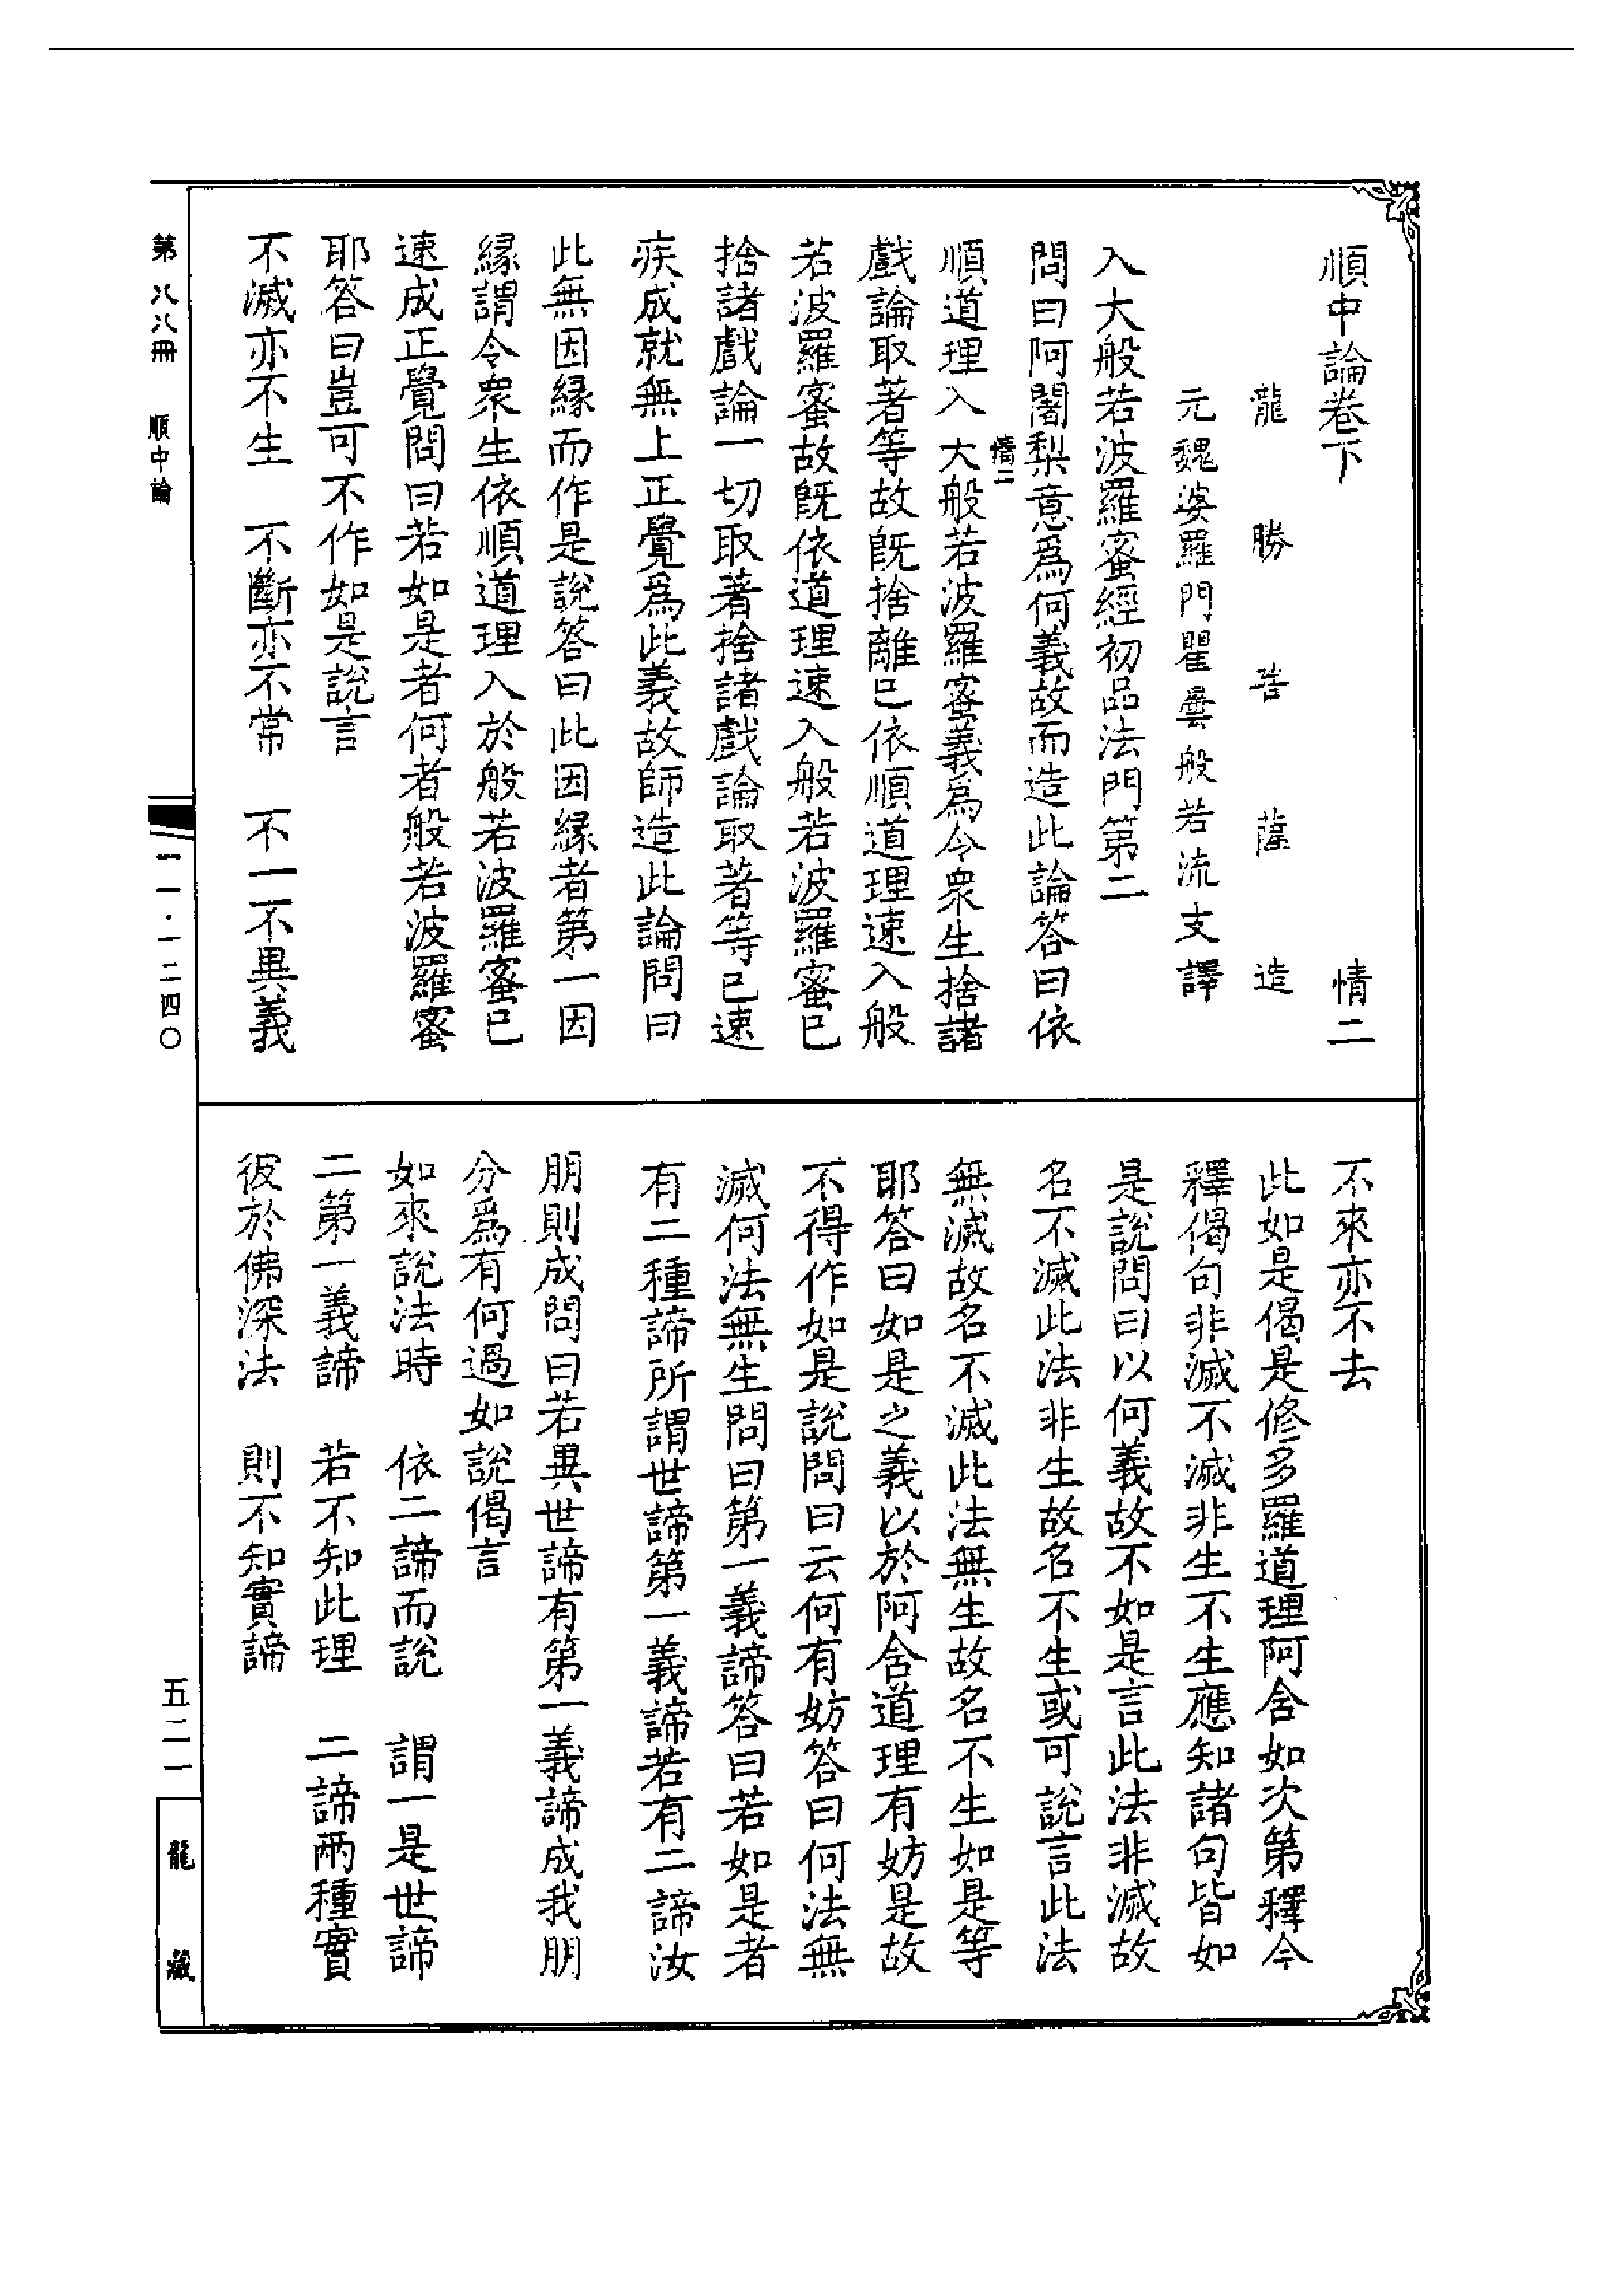 順中論卷下　情二
龍勝菩薩造
元魏婆羅門瞿曇般若流支譯
入大般若波羅蜜經初品法門第二
問曰阿闍梨意爲何義故而造此論答曰依
情二
順道理入大般若波羅蜜義爲令衆生捨諸
戲論取著等故既捨離已依順道理速入般
若波羅蜜故既依道理速入般若波羅蜜已
捨諸戲論一切取著捨諸戲論取著等已速
疾成就無上正覺爲此義故師造此論問曰
此無因緣而作是說答曰此因緣者第一因
緣謂令衆生依順道理入於般若波羅蜜已
速成正覺問曰若如是者何者般若波羅蜜
耶答曰豈可不作如是說言
不滅亦不生　不斷亦不常　不一不異義
不來亦不去
此如是偈是修多羅道理阿含如次第釋今
釋偈句非滅不滅非生不生應知諸句皆如
是說問曰以何義故不如是言此法非滅故
名不滅此法非生故名不生或可說言此法
無滅故名不滅此法無生故名不生如是等
耶答曰如是之義以於阿含道理有妨是故
不得作如是說問曰云何有妨答曰何法無
滅何法無生問曰第一義諦答曰若如是者
有二種諦所謂世諦第一義諦若有二諦汝
朋則成問曰若異世諦有第一義諦成我朋
分爲有何過如說偈言
如來說法時　依二諦而說　謂一是世諦
二第一義諦　若不知此理　二諦兩種實
彼於佛深法　則不知實諦
第八八冊　順中論
一一·一二四〇
五二一
龍藏